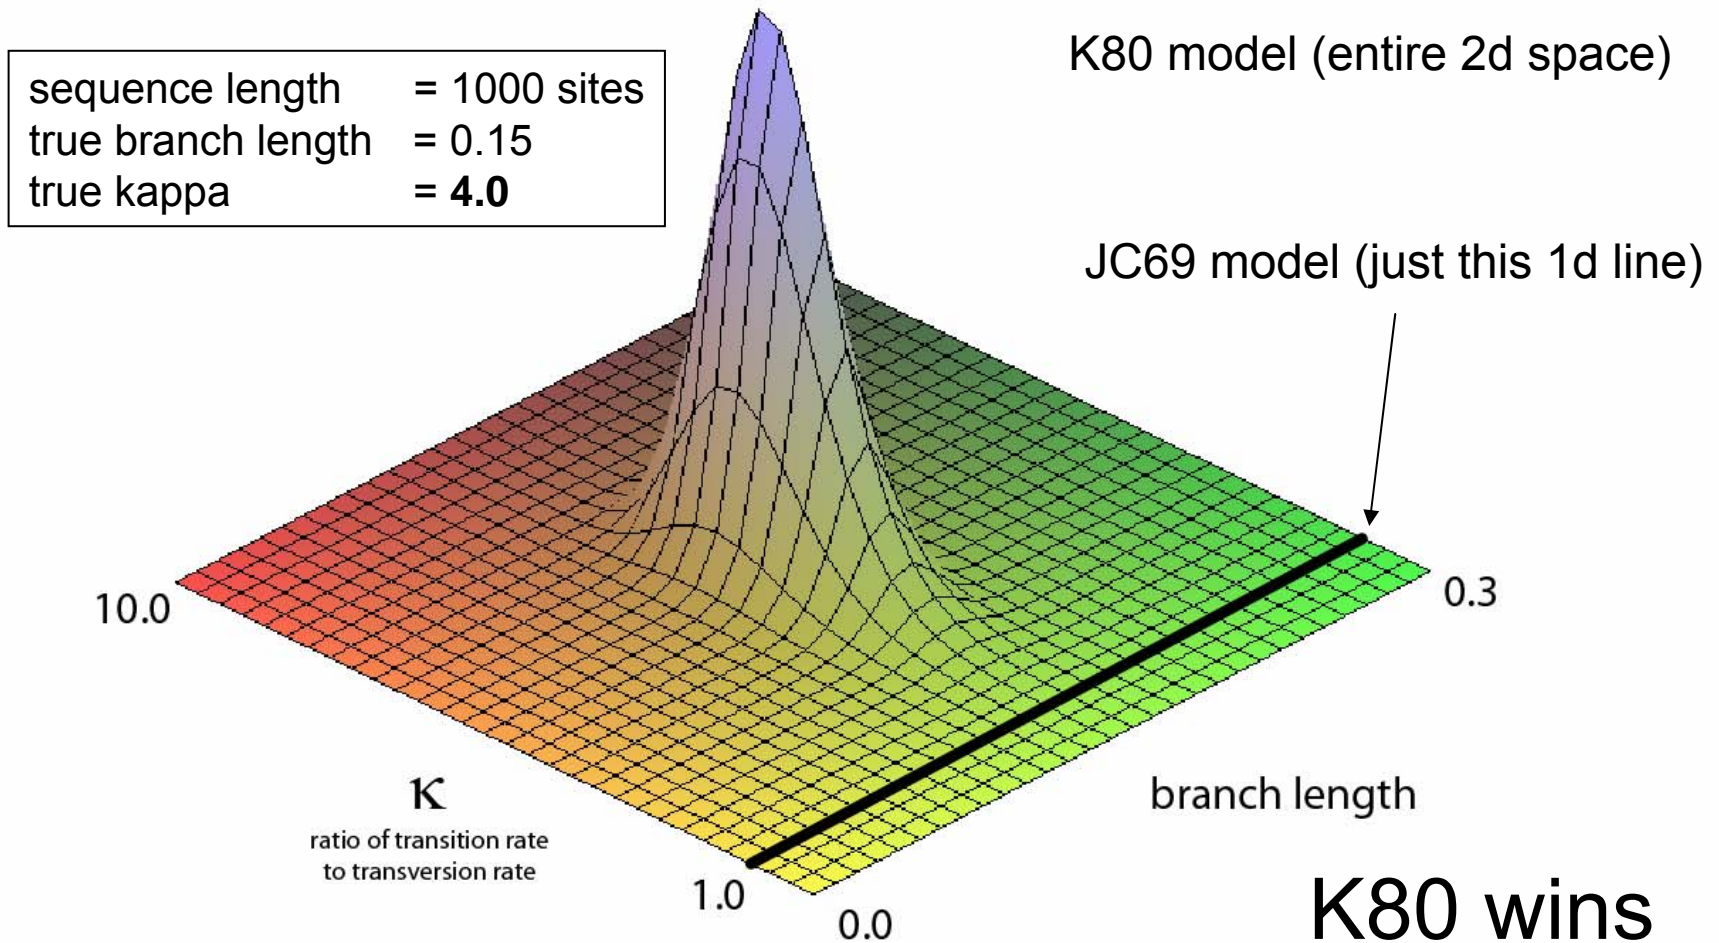 sequence length = 1000 sites
true branch length = 0.15
true kappa = 4.0
K80 model (entire 2d space)
JC69 model (just this 1d line)
10.0
0.3
κ
ratio of transition rate
to transversion rate
branch length
1.0
0.0
K80 wins